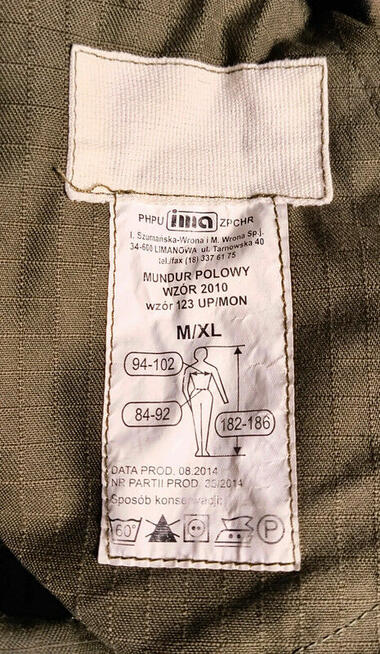 PHPU ima ZPCHR
I. Szumańska-Wrona i M. Wrona Sp.j.
34-600 LIMANOWA ul. Tarnowska 40
tel./fax (18) 337 61 75
MUNDUR POLOWY
WZÓR 2010
wzór 123 UP/MON
M/XL
94-102
84-92
182-186
DATA PROD. 08.2014
NR PARTII PROD. 35/2014
Sposób konserwacji:
60° P